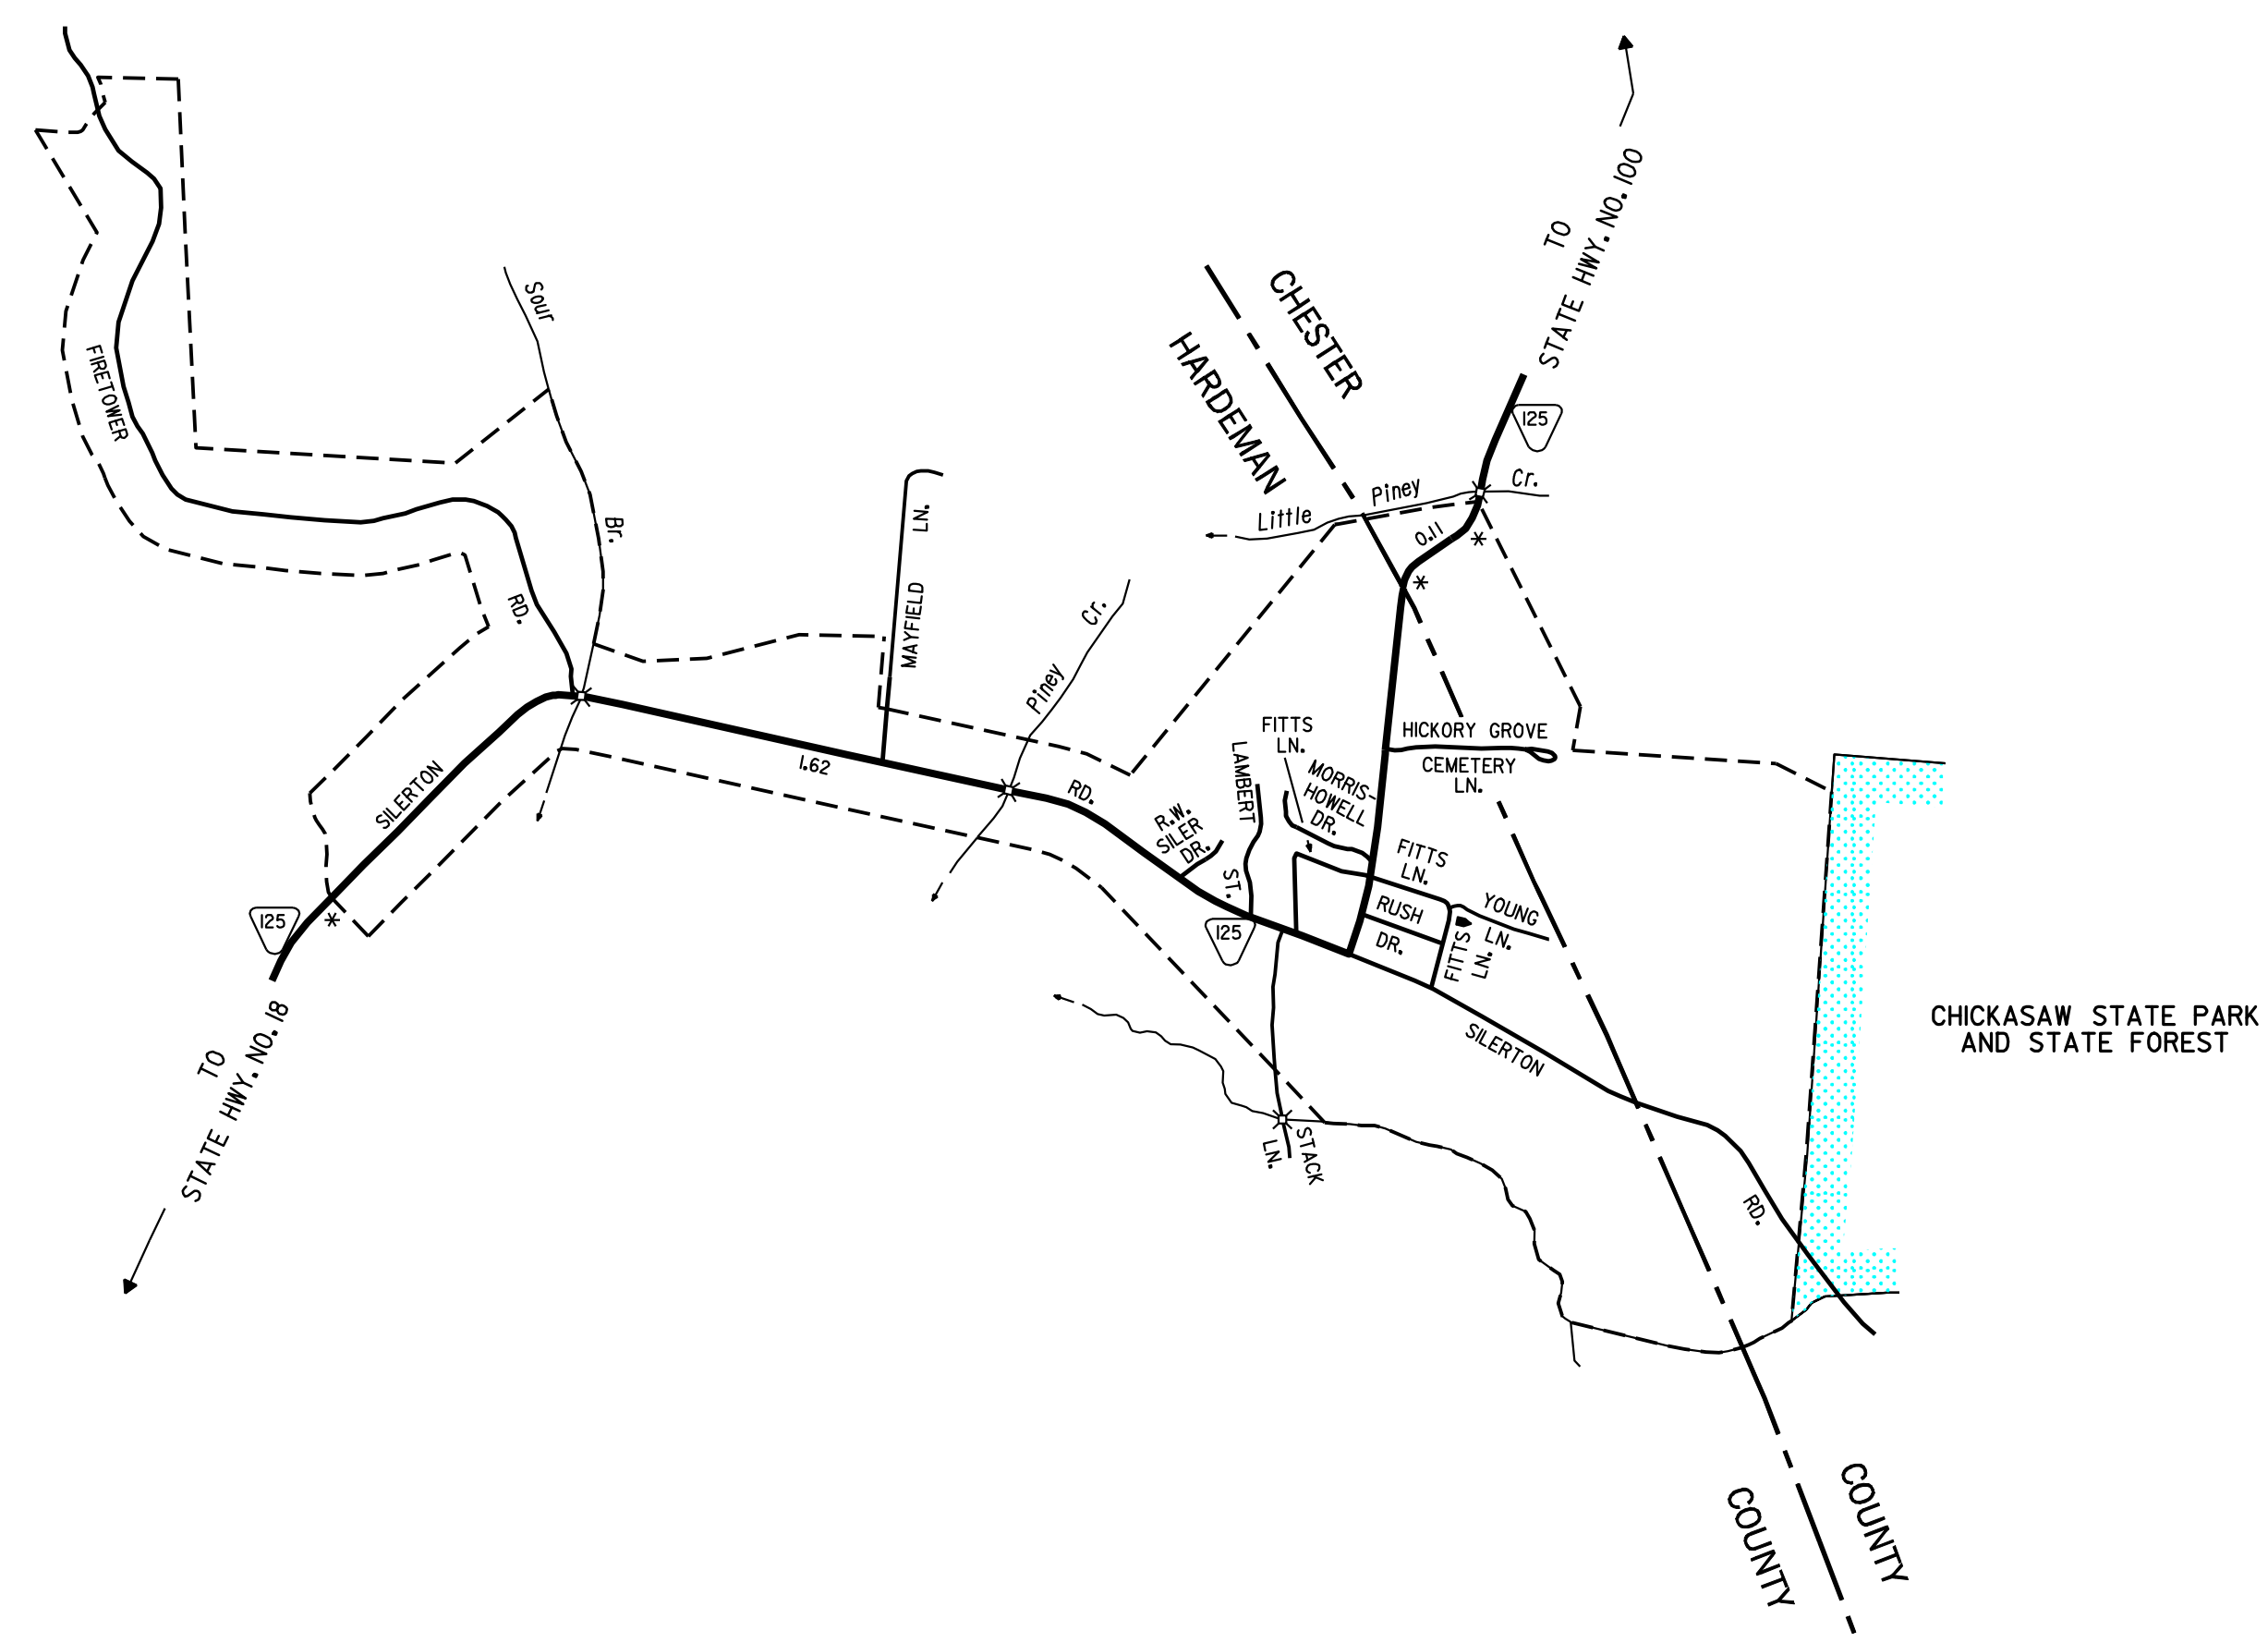 TO
STATE HWY. NO. 100
CHESTER
HARDEMAN
Sour
Br.
FIRETOWER
RD.
125
Little
Piney
Cr.
0.11
*
*
LN.
MAYFIELD
Piney
Cr.
HICKORY GROVE
CEMETERY
LN.
FITTS
LN.
LAMBERT
ST.
MORRIS-
HOWELL
DR.
1.62
RD.
SILERTON
R.W.
SILER
DR.
FITTS
LN.
YOUNG
LN.
RUSH
DR.
FITTS
LN.
125
*
125
SILERTON
RD.
TO
STATE HWY. NO. 18
STACK
LN.
CHICKASAW STATE PARK
AND STATE FOREST
COUNTY
COUNTY